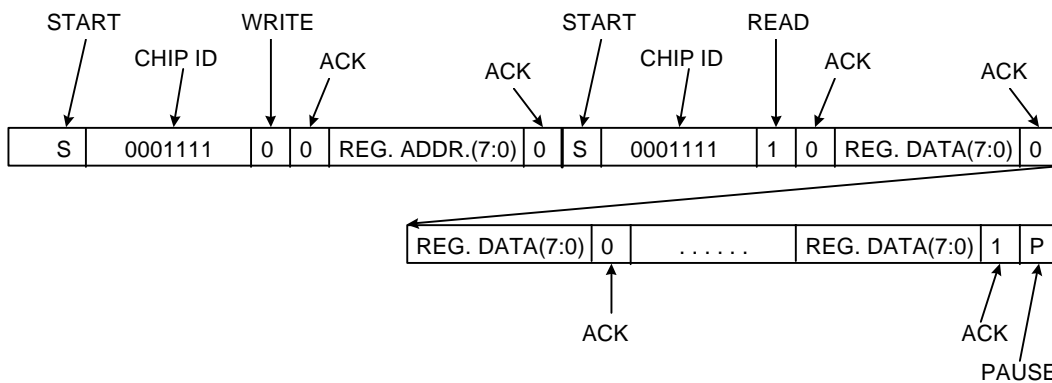 START WRITE START READ
CHIP ID ACK ACK CHIP ID ACK ACK
S 0001111 0 0 REG. ADDR.(7:0) 0 S 0001111 1 0 REG. DATA(7:0) 0
REG. DATA(7:0) 0 ...... REG. DATA(7:0) 1 P
ACK ACK
PAUSE